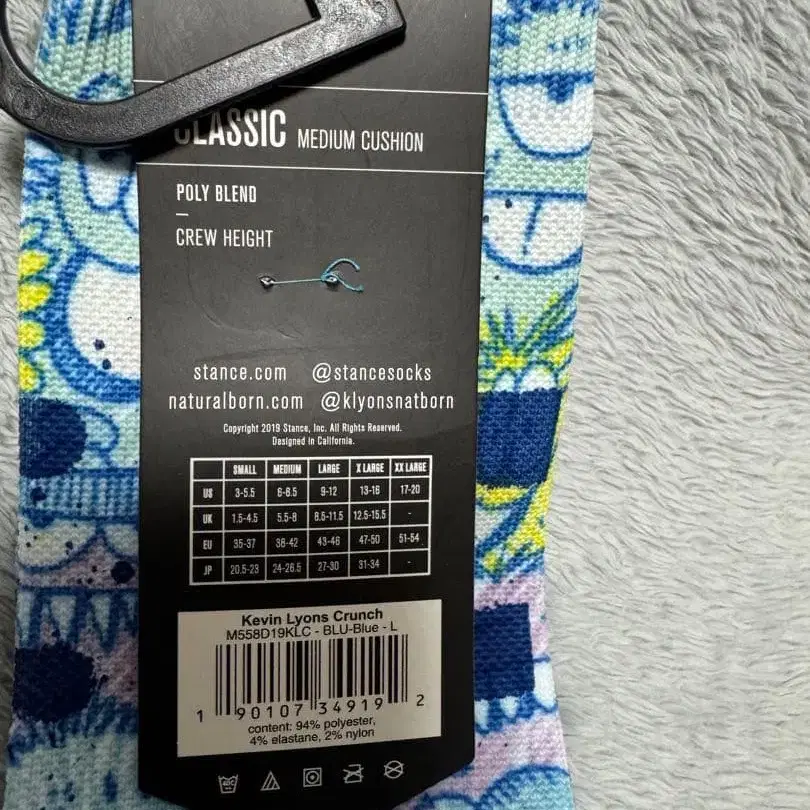 CLASSIC MEDIUM CUSHION
POLY BLEND
—
CREW HEIGHT
stance.com @stancesocks
naturalborn.com @klyonsnatborn
Copyright 2019 Stance, Inc. All Rights Reserved.
Designed in California.
SMALL MEDIUM LARGE X LARGE XX LARGE
US 3-5.5 6-8.5 9-12 13-16 17-20
UK 1.5-4.5 5.5-8 8.5-11.5 12.5-15.5 -
EU 35-37 38-42 43-46 47-50 51-54
JP 20.5-23 24-26.5 27-30 31-34 -
Kevin Lyons Crunch
M558D19KLC - BLU-Blue - L
1 90107 34919 2
content: 94% polyester,
4% elastane, 2% nylon